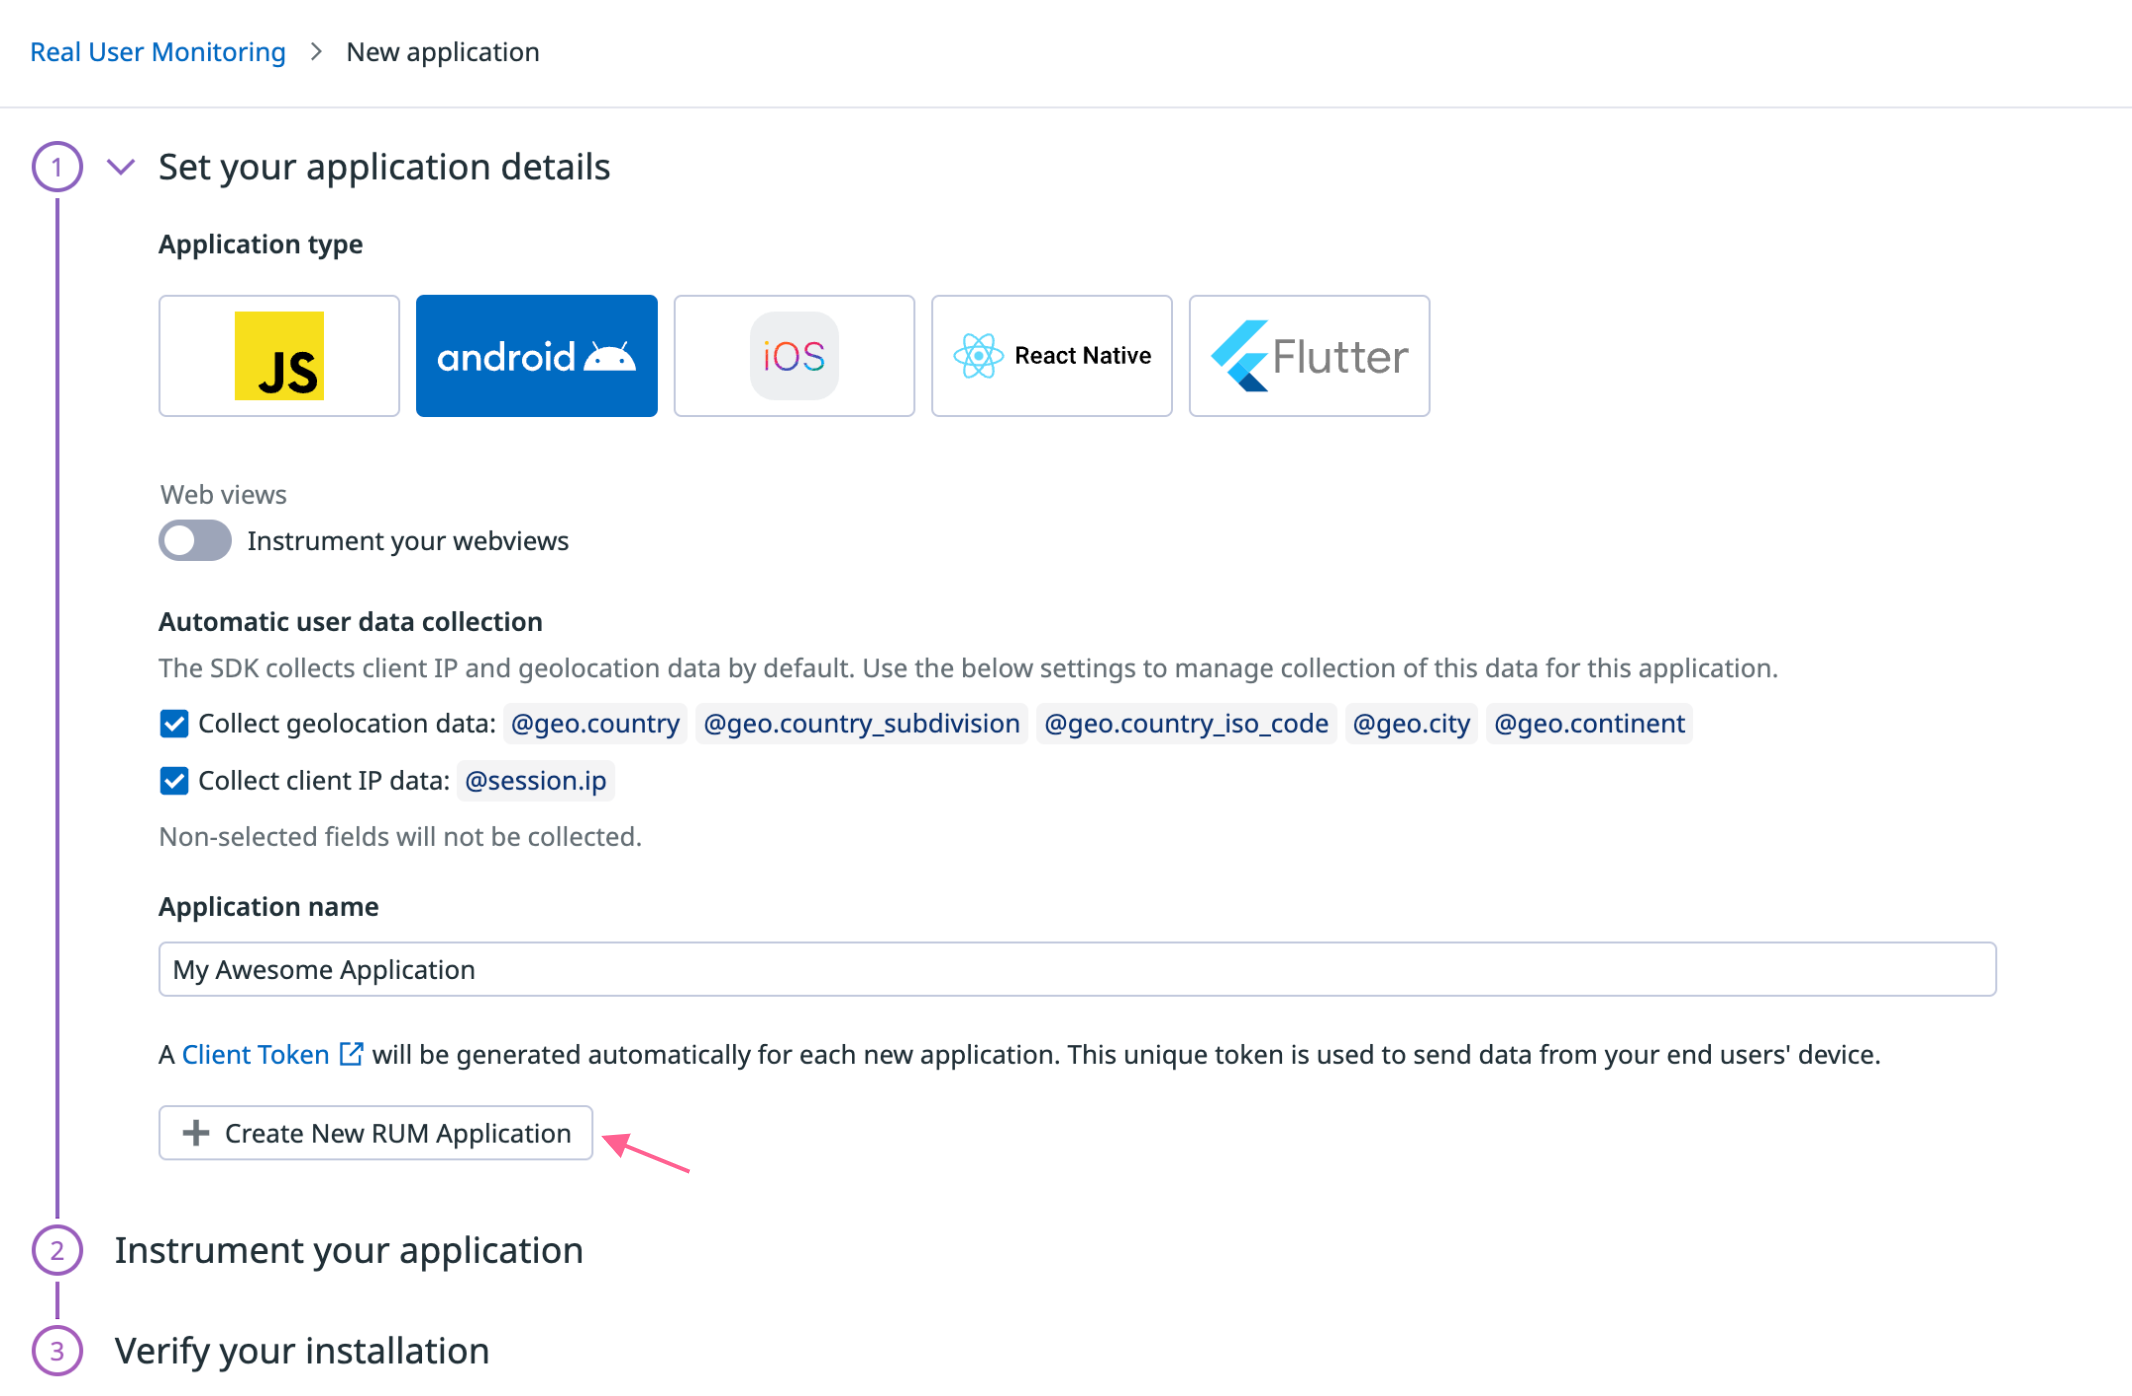 Real User Monitoring > New application
1 Set your application details
Application type
JS android iOS React Native Flutter
Web views
Instrument your webviews
Automatic user data collection
The SDK collects client IP and geolocation data by default. Use the below settings to manage collection of this data for this application.
Collect geolocation data: @geo.country @geo.country_subdivision @geo.country_iso_code @geo.city @geo.continent
Collect client IP data: @session.ip
Non-selected fields will not be collected.
Application name
My Awesome Application
A Client Token will be generated automatically for each new application. This unique token is used to send data from your end users' device.
+ Create New RUM Application
2 Instrument your application
3 Verify your installation